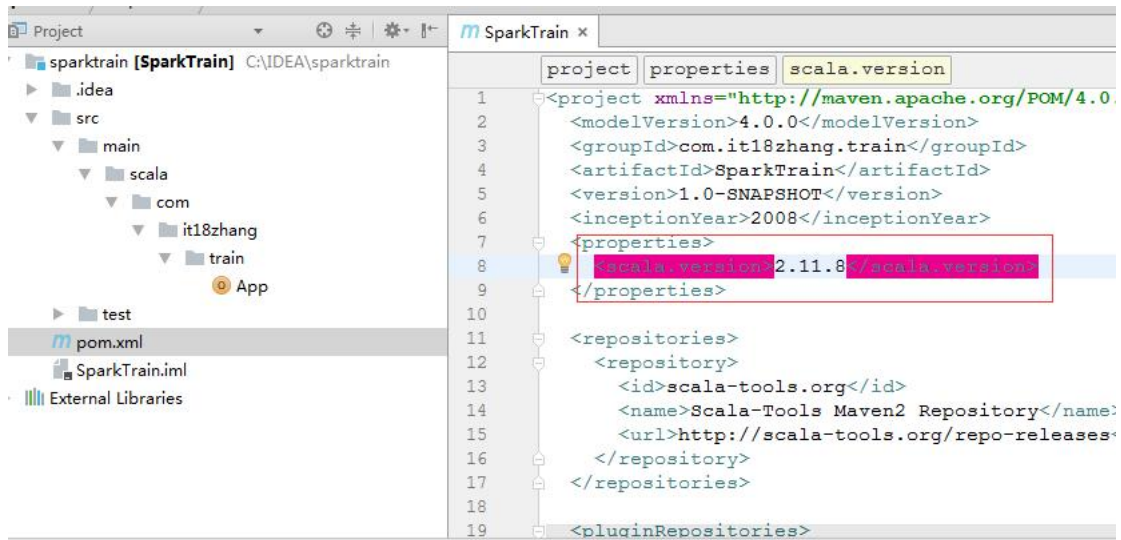 Project
sparktrain [SparkTrain] C:\IDEA\sparktrain
.idea
src
main
scala
com
it18zhang
train
App
test
pom.xml
SparkTrain.iml
External Libraries
SparkTrain
project properties scala.version
1 <project xmlns="http://maven.apache.org/POM/4.0.
2 <modelVersion>4.0.0</modelVersion>
3 <groupId>com.it18zhang.train</groupId>
4 <artifactId>SparkTrain</artifactId>
5 <version>1.0-SNAPSHOT</version>
6 <inceptionYear>2008</inceptionYear>
7 <properties>
8 <scala.version>2.11.8</scala.version>
9 </properties>
10
11 <repositories>
12 <repository>
13 <id>scala-tools.org</id>
14 <name>Scala-Tools Maven2 Repository</name>
15 <url>http://scala-tools.org/repo-releases<
16 </repository>
17 </repositories>
18
19 <pluginRepositories>